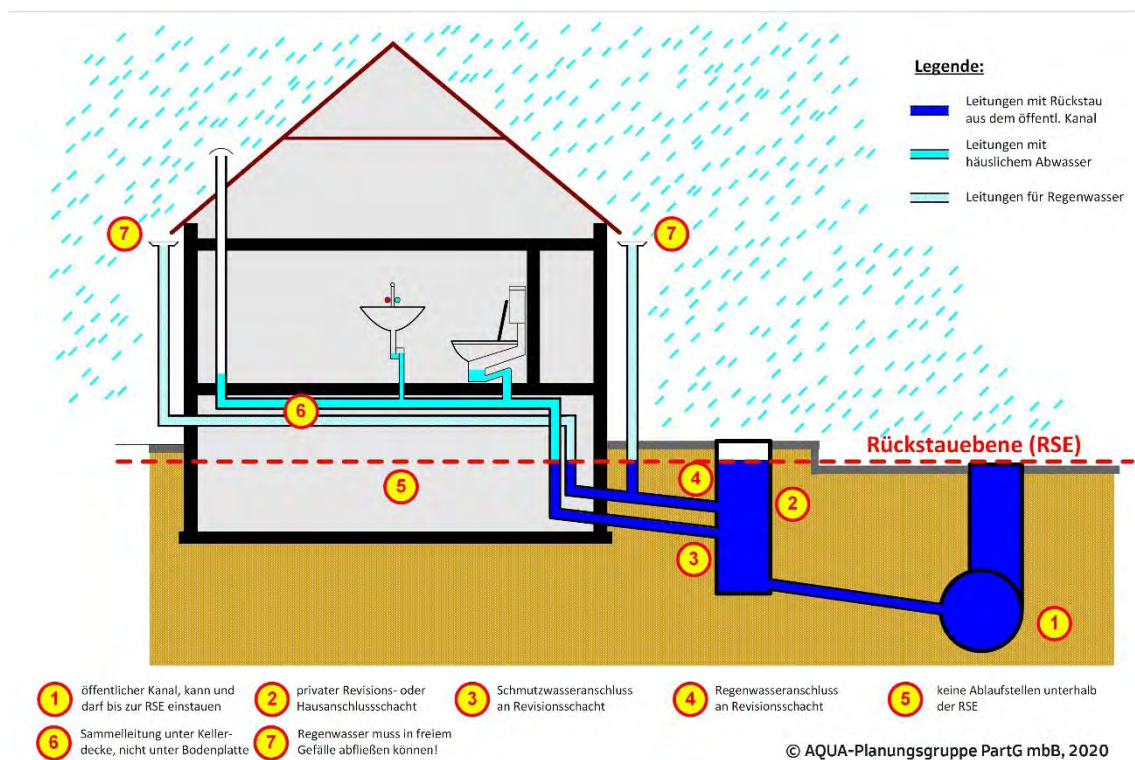 Legende:
Leitungen mit Rückstau
aus dem öffentl. Kanal
Leitungen mit
häuslichem Abwasser
Leitungen für Regenwasser
7
7
6
Rückstauebene (RSE)
5
4
2
3
1
1 öffentlicher Kanal, kann und
darf bis zur RSE einstauen
2 privater Revisions- oder
Hausanschlussschacht
3 Schmutzwasseranschluss
an Revisionsschacht
4 Regenwasseranschluss
an Revisionsschacht
5 keine Ablaufstellen unterhalb
der RSE
6 Sammelleitung unter Keller-
decke, nicht unter Bodenplatte
7 Regenwasser muss in freiem
Gefälle abfließen können!
© AQUA-Planungsgruppe PartG mbB, 2020